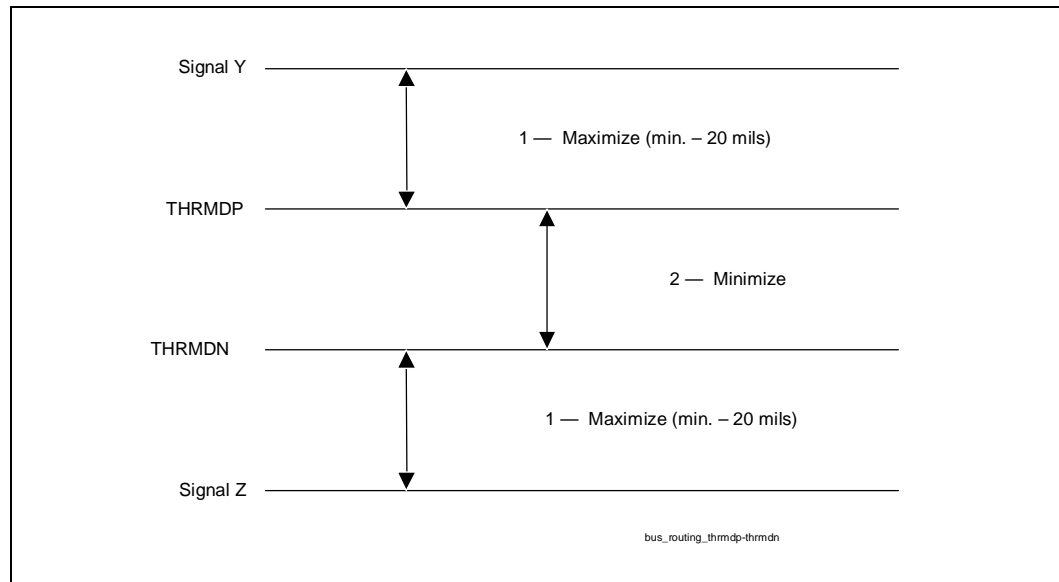 Signal Y
1 — Maximize (min. – 20 mils)
THRMDP
2 — Minimize
THRMDN
1 — Maximize (min. – 20 mils)
Signal Z
bus_routing_thrmdp-thrmdn